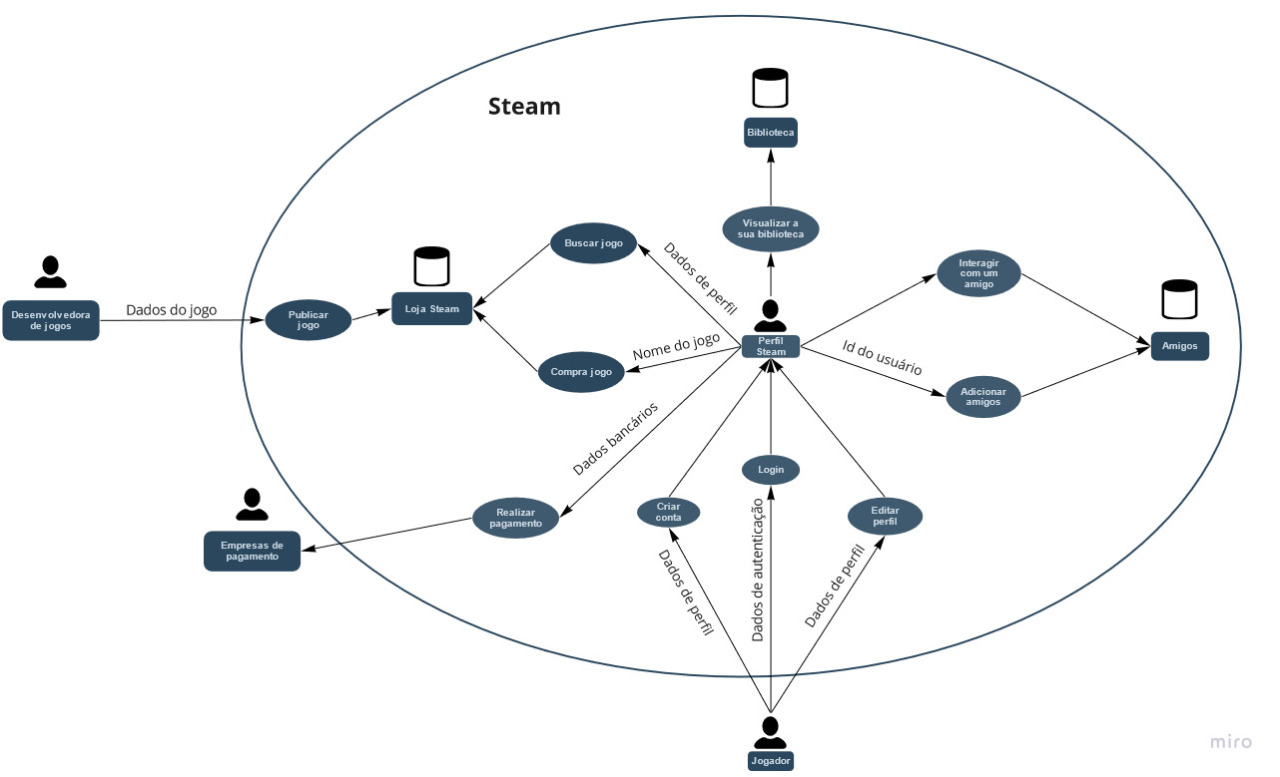 Steam
Biblioteca
Visualizar a
sua biblioteca
Buscar jogo
Dados de perfil
Interagir
com um
amigo
Desenvolvedora
de jogos
Dados do jogo
Publicar
jogo
Loja Steam
Perfil
Steam
Nome do jogo
Compra jogo
Id do usuário
Amigos
Adicionar
amigos
Dados bancários
Login
Realizar
pagamento
Criar
conta
Editar
perfil
Empresas de
pagamento
Dados de perfil
Dados de autenticação
Dados de perfil
Jogador
miro